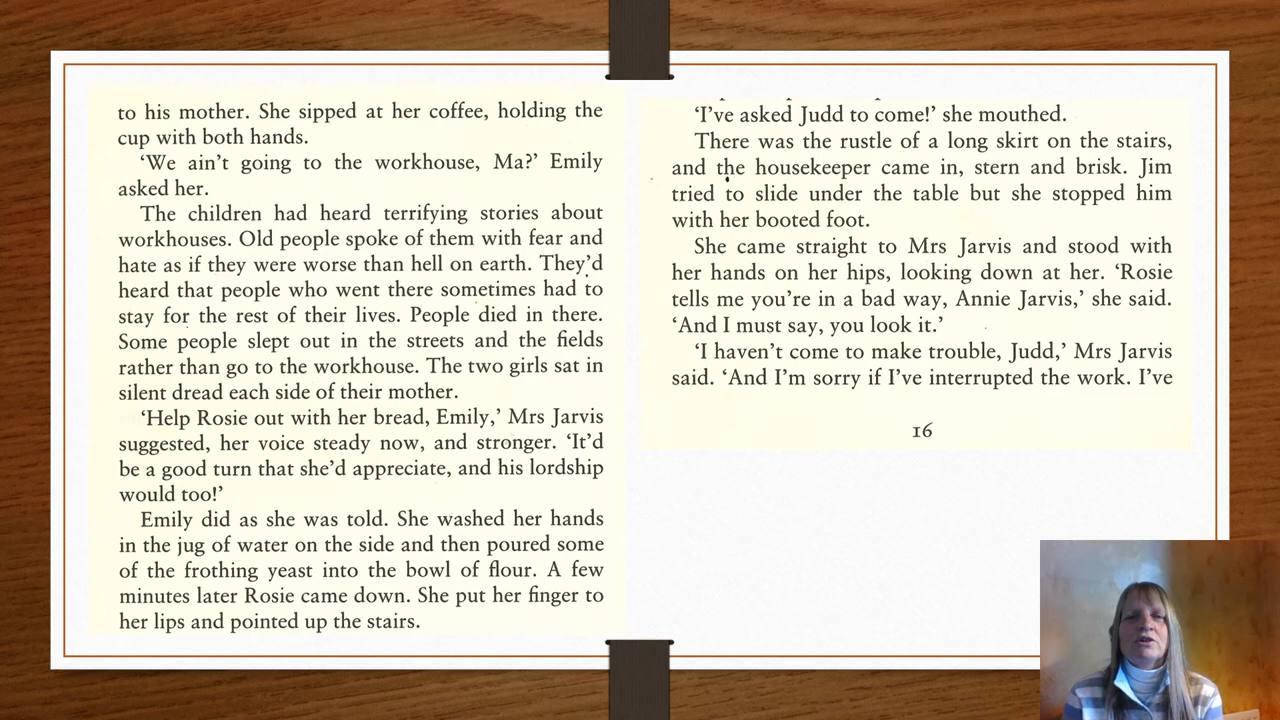 to his mother. She sipped at her coffee, holding the
cup with both hands.
‘We ain’t going to the workhouse, Ma?’ Emily
asked her.
The children had heard terrifying stories about
workhouses. Old people spoke of them with fear and
hate as if they were worse than hell on earth. They’d
heard that people who went there sometimes had to
stay for the rest of their lives. People died in there.
Some people slept out in the streets and the fields
rather than go to the workhouse. The two girls sat in
silent dread each side of their mother.
‘Help Rosie out with her bread, Emily,’ Mrs Jarvis
suggested, her voice steady now, and stronger. ‘It’d
be a good turn that she’d appreciate, and his lordship
would too!’
Emily did as she was told. She washed her hands
in the jug of water on the side and then poured some
of the frothing yeast into the bowl of flour. A few
minutes later Rosie came down. She put her finger to
her lips and pointed up the stairs.
‘I’ve asked Judd to come!’ she mouthed.
There was the rustle of a long skirt on the stairs,
and the housekeeper came in, stern and brisk. Jim
tried to slide under the table but she stopped him
with her booted foot.
She came straight to Mrs Jarvis and stood with
her hands on her hips, looking down at her. ‘Rosie
tells me you’re in a bad way, Annie Jarvis,’ she said.
‘And I must say, you look it.’
‘I haven’t come to make trouble, Judd,’ Mrs Jarvis
said. ‘And I’m sorry if I’ve interrupted the work. I’ve
16